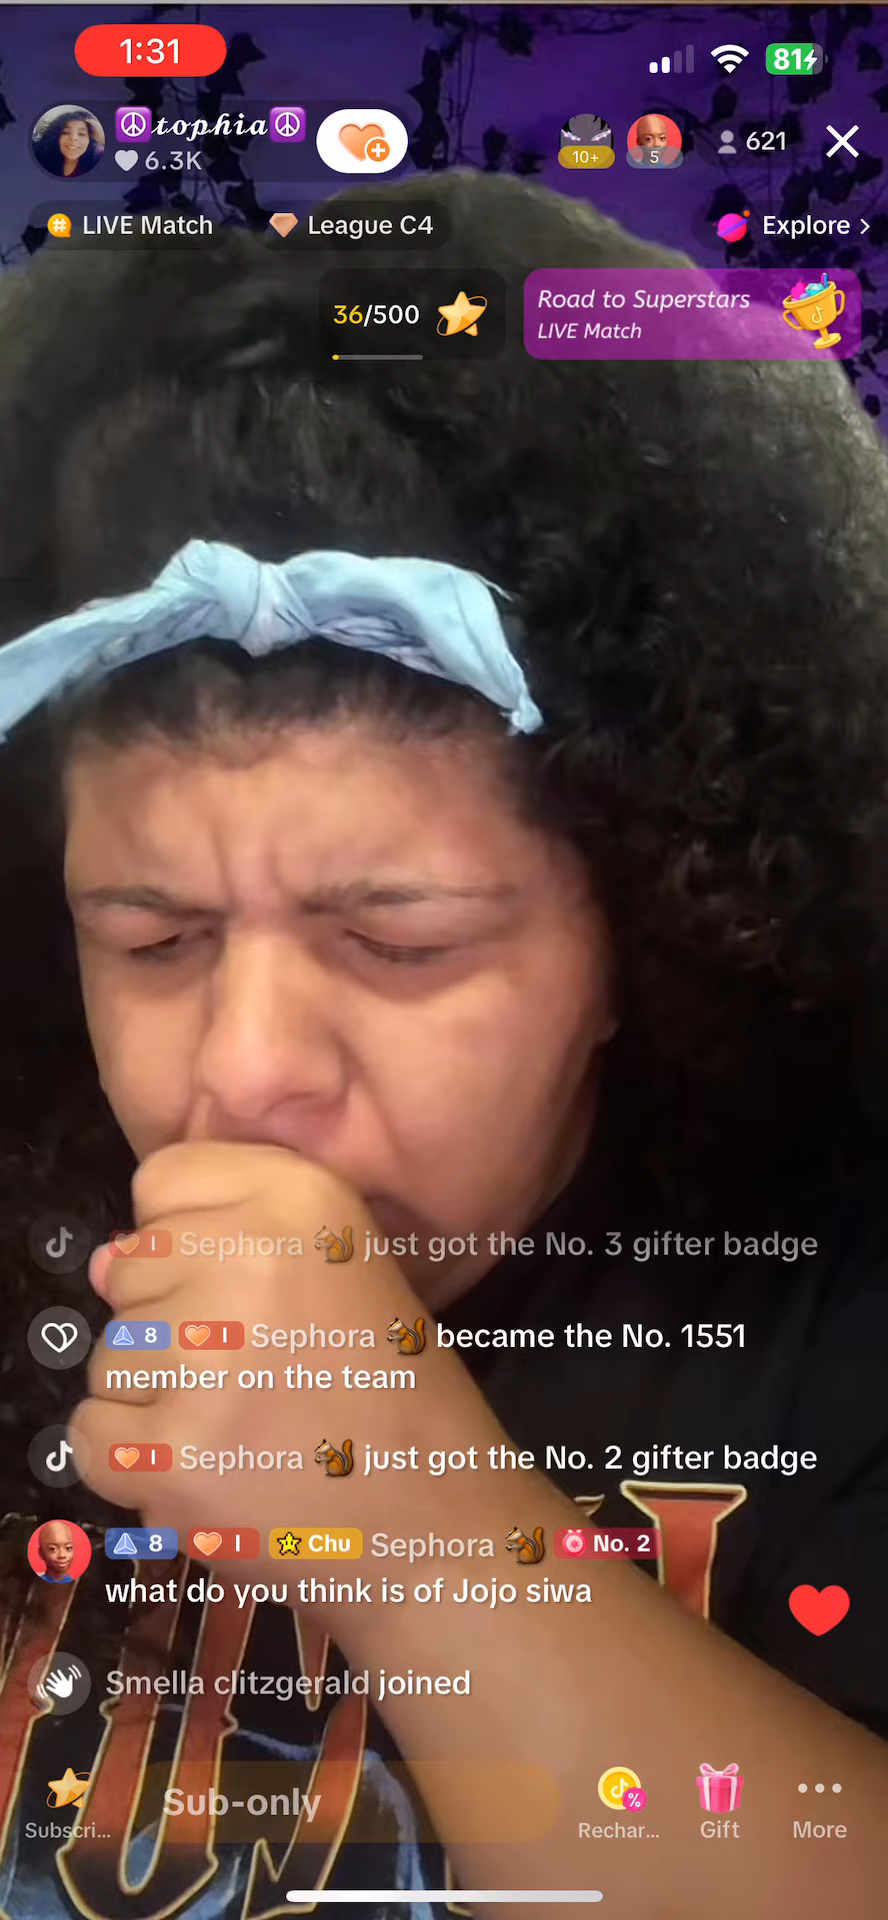 1:31
81
☮️tophia☮️
6.3K
10+
5
621
LIVE Match
League C4
Explore >
36/500
Road to Superstars
LIVE Match
I Sephora 🐿️ just got the No. 3 gifter badge
8 I Sephora 🐿️ became the No. 1551
member on the team
I Sephora 🐿️ just got the No. 2 gifter badge
8 I Chu Sephora 🐿️ No. 2
what do you think is of Jojo siwa
Smella clitzgerald joined
Subscri...
Sub-only
Rechar...
Gift
More